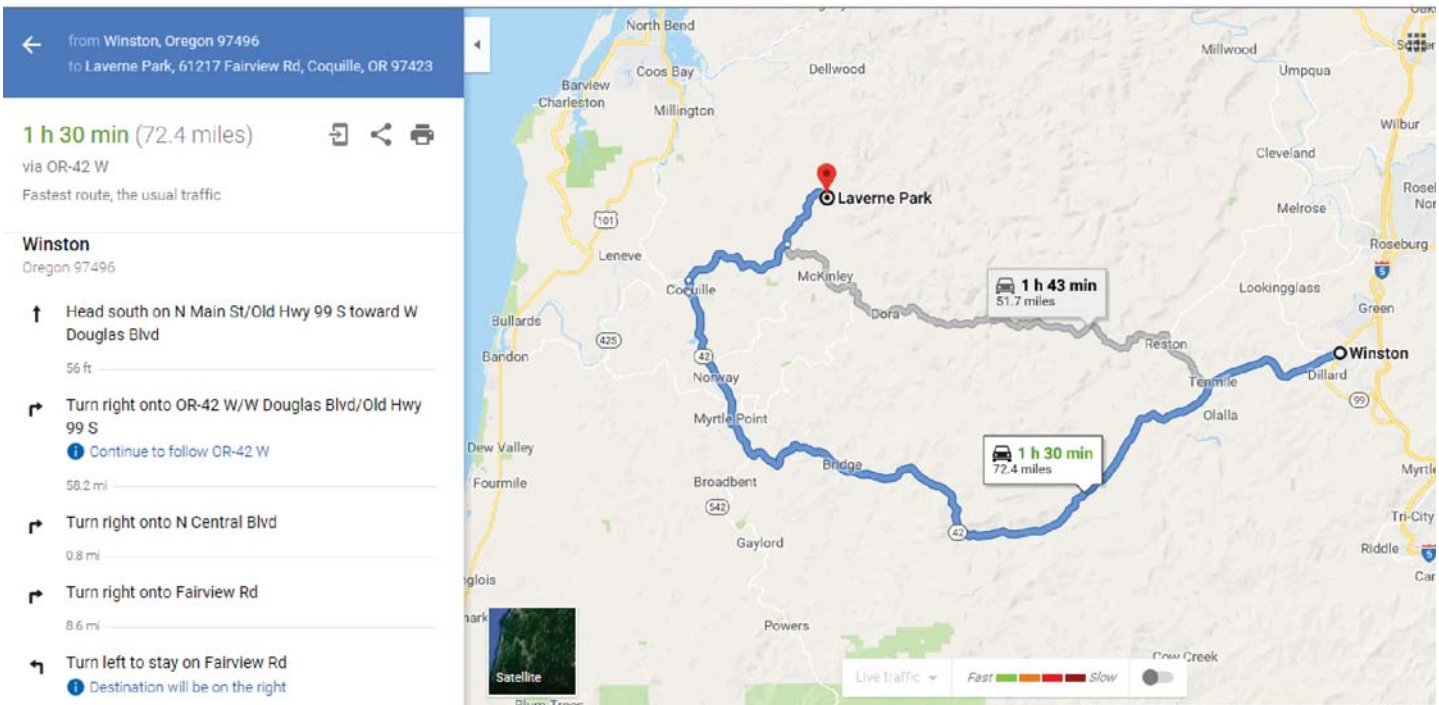 from Winston, Oregon 97496
to Laverne Park, 61217 Fairview Rd, Coquille, OR 97423
1 h 30 min (72.4 miles)
via OR-42 W
Fastest route, the usual traffic
Winston
Oregon 97496
Head south on N Main St/Old Hwy 99 S toward W
Douglas Blvd
56 ft
Turn right onto OR-42 W/W Douglas Blvd/Old Hwy
99 S
Continue to follow OR-42 W
58.2 mi
Turn right onto N Central Blvd
0.8 mi
Turn right onto Fairview Rd
8.6 mi
Turn left to stay on Fairview Rd
Destination will be on the right
North Bend
Millwood
Coos Bay
Dellwood
Umpqua
Barview
Charleston
Millington
Wilbur
Cleveland
Laverne Park
Melrose
101
Roseburg
Leneve
5
McKinley
1 h 43 min
51.7 miles
Lookingglass
Coquille
Dora
Green
Bullards
42S
Reston
Bandon
42
Winston
Norway
Tenmile
Dillard
99
Myrtle Point
Olalla
Dew Valley
1 h 30 min
72.4 miles
Bridge
Fourmile
Broadbent
Myrtle
542
42
Tri-City
Gaylord
Riddle
5
Powers
Cow Creek
Satellite
Live traffic
Fast
Slow